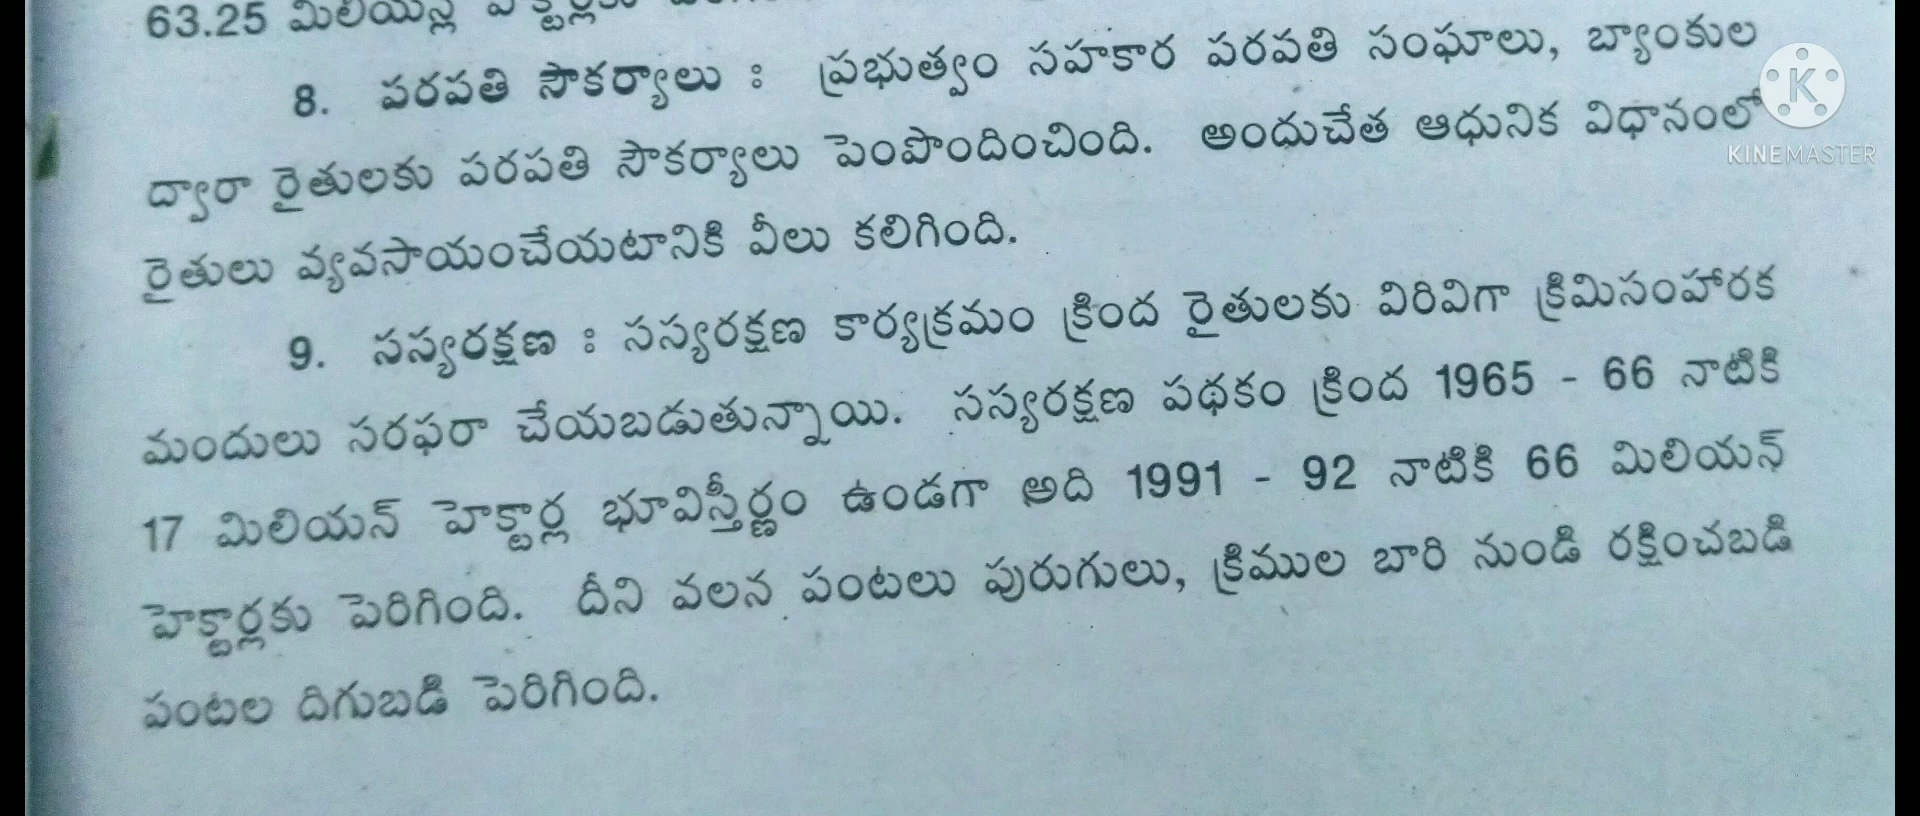 63.25 మిలియన్ల
8. పరపతి సౌకర్యాలు : ప్రభుత్వం సహకార పరపతి సంఘాలు, బ్యాంకుల
ద్వారా రైతులకు పరపతి సౌకర్యాలు పెంపొందించింది. అందుచేత ఆధునిక విధానంలో
రైతులు వ్యవసాయంచేయటానికి వీలు కలిగింది.
9. సస్యరక్షణ : సస్యరక్షణ కార్యక్రమం క్రింద రైతులకు విరివిగా క్రిమిసంహారక
మందులు సరఫరా చేయబడుతున్నాయి. సస్యరక్షణ పథకం క్రింద 1965 - 66 నాటికి
17 మిలియన్ హెక్టార్ల భూవిస్తీర్ణం ఉండగా అది 1991 - 92 నాటికి 66 మిలియన్
హెక్టార్లకు పెరిగింది. దీని వలన పంటలు పురుగులు, క్రిముల బారి నుండి రక్షించబడి
పంటల దిగుబడి పెరిగింది.
K
KINEMASTER